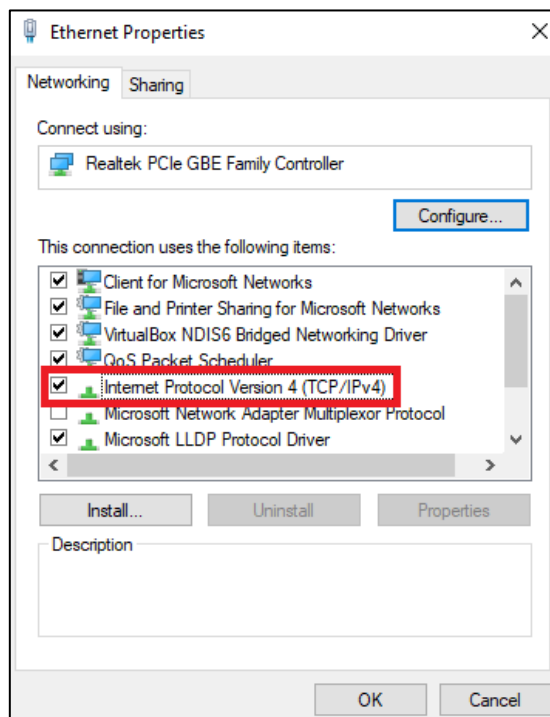 Ethernet Properties
Networking
Sharing
Connect using:
Realtek PCIe GBE Family Controller
Configure...
This connection uses the following items:
Client for Microsoft Networks
File and Printer Sharing for Microsoft Networks
VirtualBox NDIS6 Bridged Networking Driver
QoS Packet Scheduler
Internet Protocol Version 4 (TCP/IPv4)
Microsoft Network Adapter Multiplexor Protocol
Microsoft LLDP Protocol Driver
Install...
Uninstall
Properties
Description
OK
Cancel